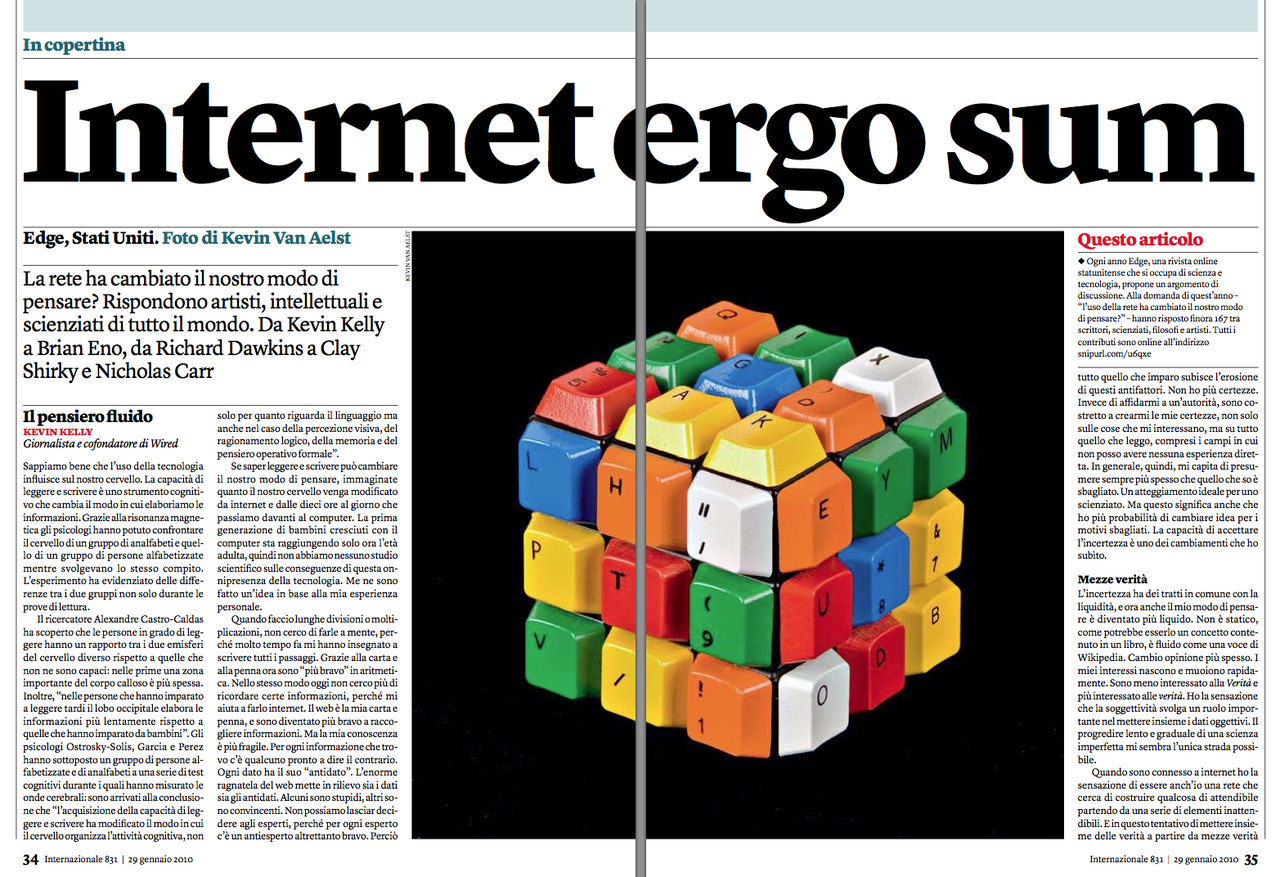 In copertina
Internet ergo sum
Edge, Stati Uniti. Foto di Kevin Van Aelst
La rete ha cambiato il nostro modo di
pensare? Rispondono artisti, intellettuali e
scienziati di tutto il mondo. Da Kevin Kelly
a Brian Eno, da Richard Dawkins a Clay
Shirky e Nicholas Carr
Il pensiero fluido
KEVIN KELLY
Giornalista e cofondatore di Wired
Sappiamo bene che l'uso della tecnologia
influisce sul nostro cervello. La capacità di
leggere e scrivere è uno strumento cogniti-
vo che cambia il modo in cui elaboriamo le
informazioni. Grazie alla risonanza magne-
tica gli psicologi hanno potuto confrontare
il cervello di un gruppo di analfabeti e quel-
lo di un gruppo di persone alfabetizzate
mentre svolgevano lo stesso compito.
L'esperimento ha evidenziato delle diffe-
renze tra i due gruppi non solo durante le
prove di lettura.
Il ricercatore Alexandre Castro-Caldas
ha scoperto che le persone in grado di leg-
gere hanno un rapporto tra i due emisferi
del cervello diverso rispetto a quelle che
non ne sono capaci: nelle prime una zona
importante del corpo calloso è più spessa.
Inoltre, "nelle persone che hanno imparato
a leggere tardi il lobo occipitale elabora le
informazioni più lentamente rispetto a
quelle che hanno imparato da bambini". Gli
psicologi Ostrosky-Solis, Garcia e Perez
hanno sottoposto un gruppo di persone al-
fabetizzate e di analfabeti a una serie di test
cognitivi durante i quali hanno misurato le
onde cerebrali: sono arrivati alla conclusio-
ne che "l'acquisizione della capacità di leg-
gere e scrivere ha modificato il modo in cui
il cervello organizza l'attività cognitiva, non
solo per quanto riguarda il linguaggio ma
anche nel caso della percezione visiva, del
ragionamento logico, della memoria e del
pensiero operativo formale".
Se saper leggere e scrivere può cambiare
il nostro modo di pensare, immaginate
quanto il nostro cervello venga modificato
da internet e dalle dieci ore al giorno che
passiamo davanti al computer. La prima
generazione di bambini cresciuti con il
computer sta raggiungendo solo ora l'età
adulta, quindi non abbiamo nessuno studio
scientifico sulle conseguenze di questa on-
nipresenza della tecnologia. Me ne sono
fatto un'idea in base alla mia esperienza
personale.
Quando faccio lunghe divisioni o molti-
plicazioni, non cerco di farle a mente, per-
ché molto tempo fa mi hanno insegnato a
scrivere tutti i passaggi. Grazie alla carta e
alla penna ora sono "più bravo" in aritmeti-
ca. Nello stesso modo oggi non cerco più di
ricordare certe informazioni, perché mi
aiuta a farlo internet. Il web è la mia carta e
penna, e sono diventato più bravo a racco-
gliere informazioni. Ma la mia conoscenza
è più fragile. Per ogni informazione che tro-
vo c'è qualcuno pronto a dire il contrario.
Ogni dato ha il suo "antidato". L'enorme
ragnatela del web mette in rilievo sia i dati
sia gli antidati. Alcuni sono stupidi, altri so-
no convincenti. Non possiamo lasciar deci-
dere agli esperti, perché per ogni esperto
c'è un antiesperto altrettanto bravo. Perciò
KEVIN VAN AELST
Q
N
I
%
5
G
X
A
O
K
L
H
"
'
E
Y
M
P
T
(
9
U
*
8
&
7
V
/
!
1
O
D
B
Questo articolo
◆ Ogni anno Edge, una rivista online
statunitense che si occupa di scienza e
tecnologia, propone un argomento di
discussione. Alla domanda di quest'anno –
"l'uso della rete ha cambiato il nostro modo
di pensare?" – hanno risposto finora 167 tra
scrittori, scienziati, filosofi e artisti. Tutti i
contributi sono online all'indirizzo
snipurl.com/u6qxe
tutto quello che imparo subisce l'erosione
di questi antifattori. Non ho più certezze.
Invece di affidarmi a un'autorità, sono co-
stretto a crearmi le mie certezze, non solo
sulle cose che mi interessano, ma su tutto
quello che leggo, compresi i campi in cui
non posso avere nessuna esperienza diret-
ta. In generale, quindi, mi capita di presu-
mere sempre più spesso che quello che so è
sbagliato. Un atteggiamento ideale per uno
scienziato. Ma questo significa anche che
ho più probabilità di cambiare idea per i
motivi sbagliati. La capacità di accettare
l'incertezza è uno dei cambiamenti che ho
subìto.
Mezze verità
L'incertezza ha dei tratti in comune con la
liquidità, e ora anche il mio modo di pensa-
re è diventato più liquido. Non è statico,
come potrebbe esserlo un concetto conte-
nuto in un libro, è fluido come una voce di
Wikipedia. Cambio opinione più spesso. I
miei interessi nascono e muoiono rapida-
mente. Sono meno interessato alla Verità e
più interessato alle verità. Ho la sensazione
che la soggettività svolga un ruolo impor-
tante nel mettere insieme i dati oggettivi. Il
progredire lento e graduale di una scienza
imperfetta mi sembra l'unica strada possi-
bile.
Quando sono connesso a internet ho la
sensazione di essere anch'io una rete che
cerca di costruire qualcosa di attendibile
partendo da una serie di elementi inatten-
dibili. E in questo tentativo di mettere insie-
me delle verità a partire da mezze verità
34 Internazionale 831 | 29 gennaio 2010
Internazionale 831 | 29 gennaio 2010 35